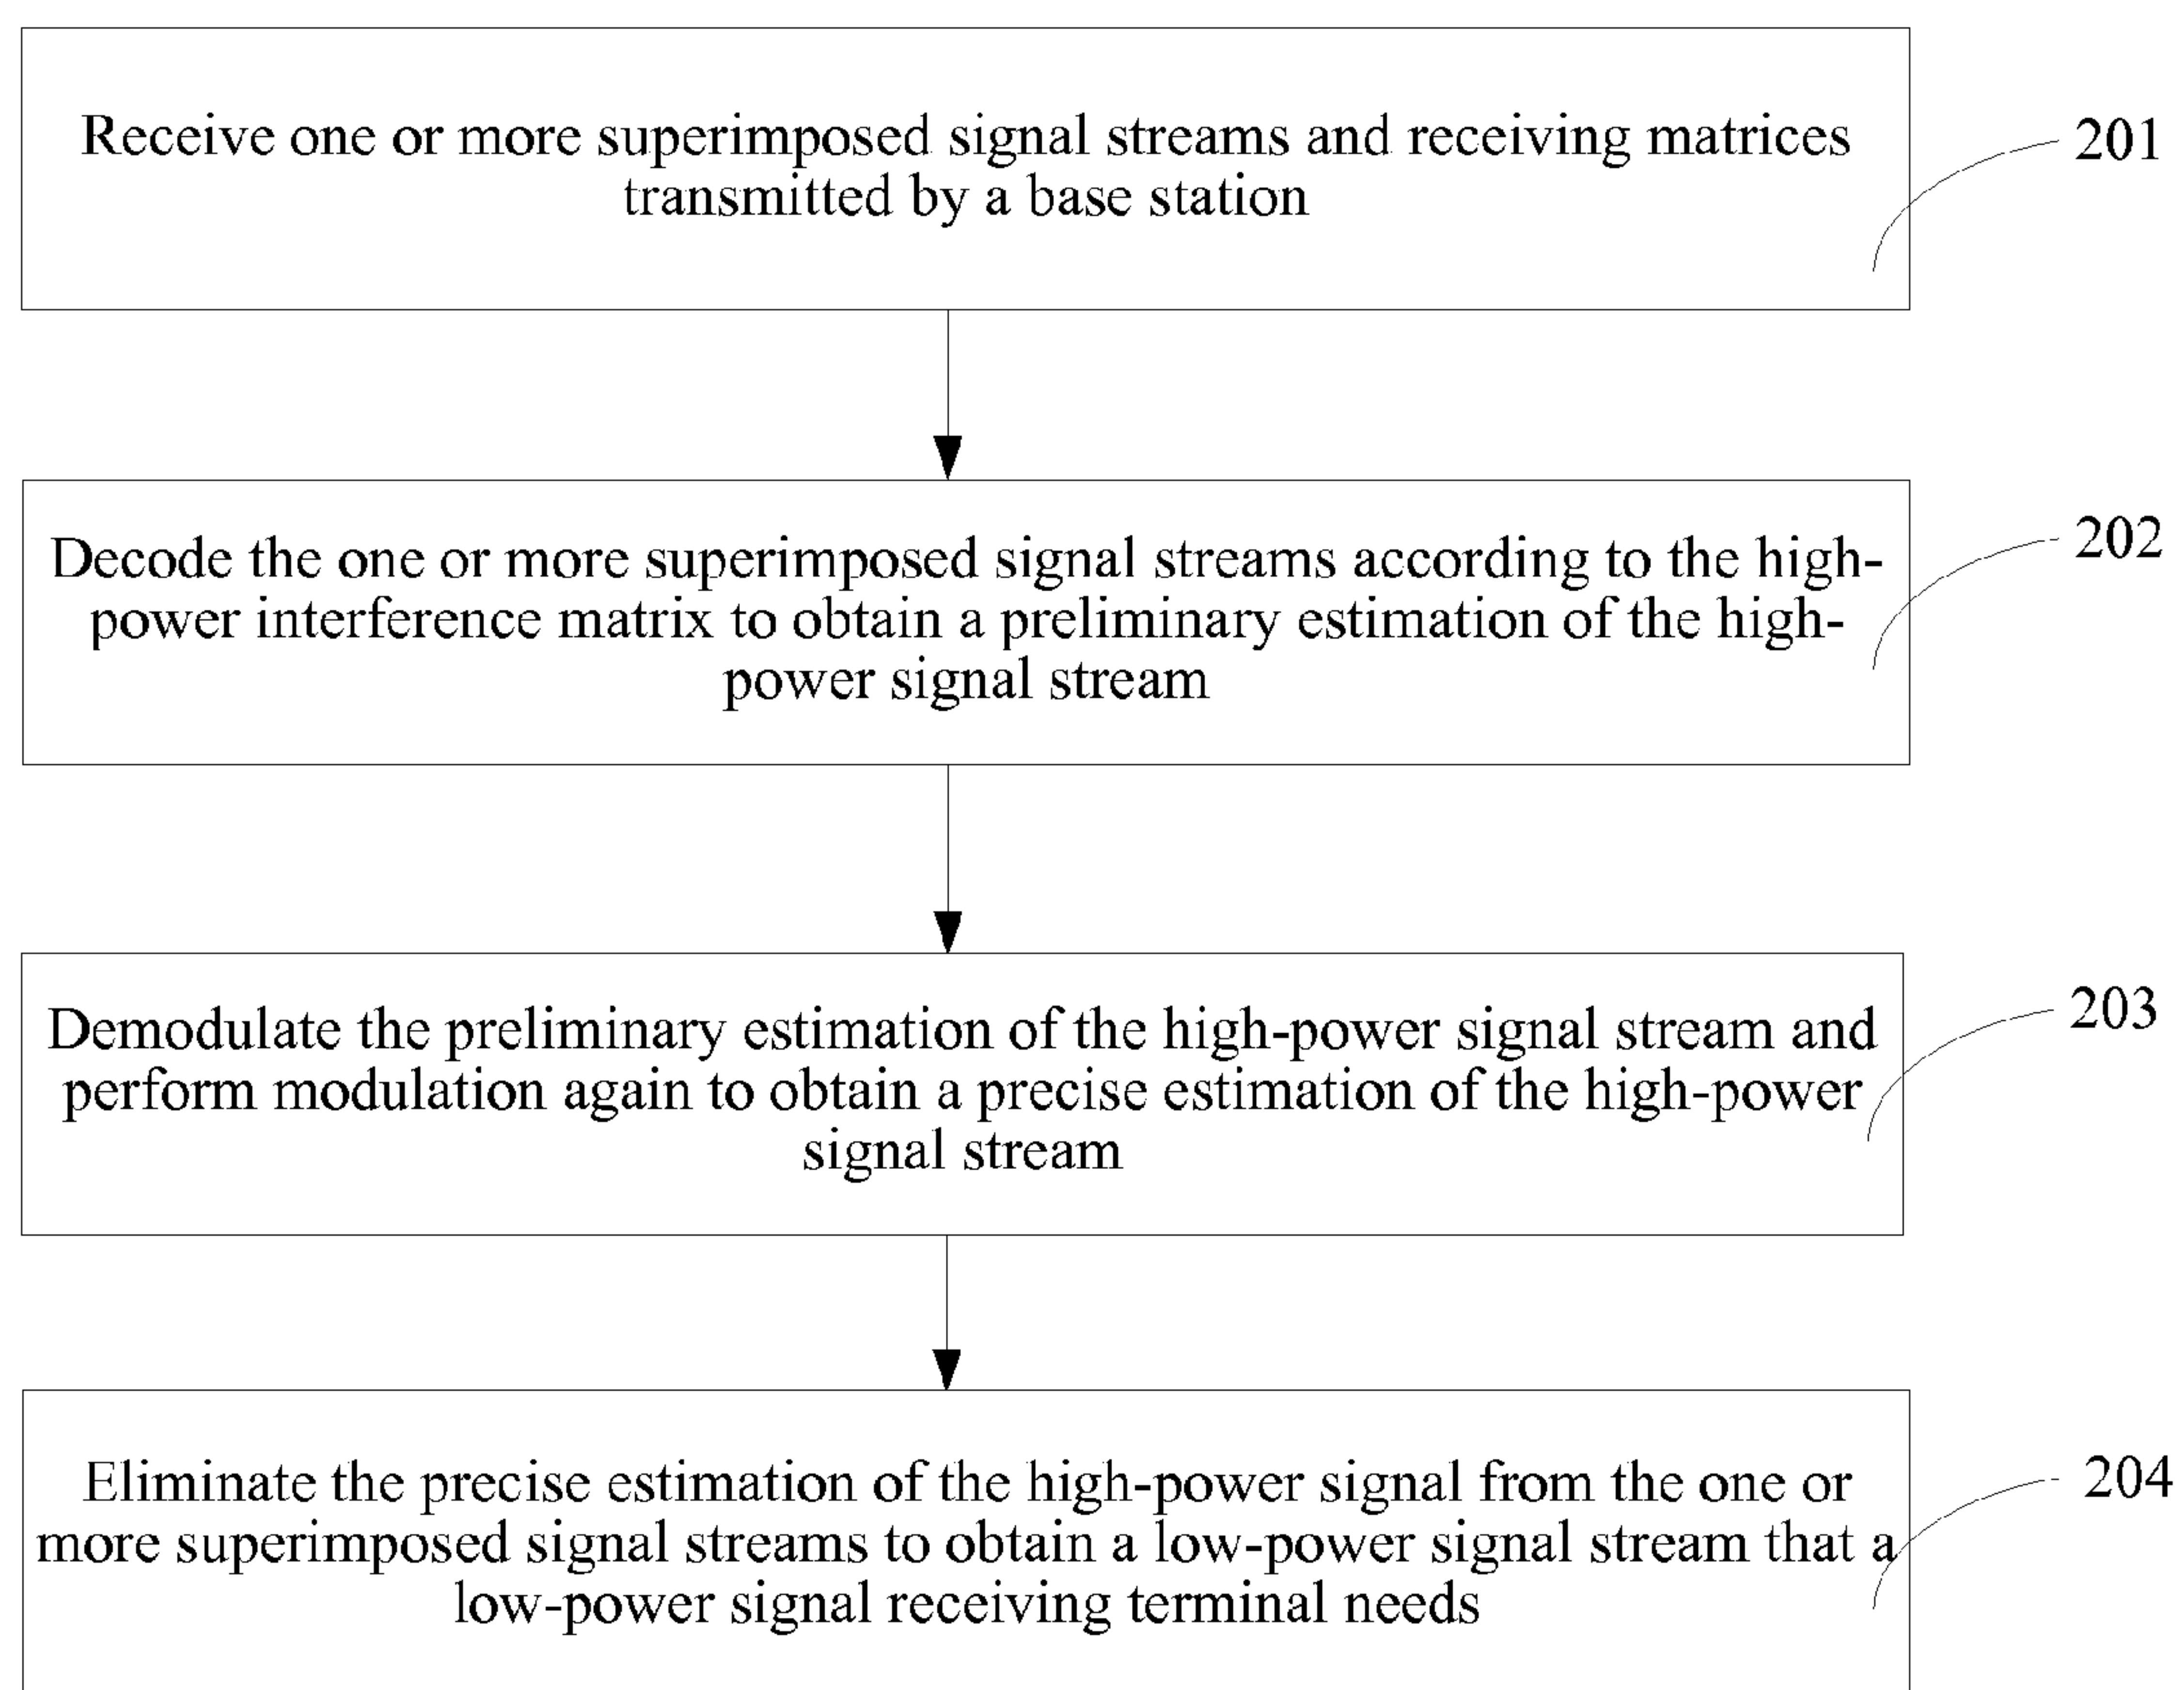 Receive one or more superimposed signal streams and receiving matrices
transmitted by a base station
201
Decode the one or more superimposed signal streams according to the high-
power interference matrix to obtain a preliminary estimation of the high-
power signal stream
202
Demodulate the preliminary estimation of the high-power signal stream and
perform modulation again to obtain a precise estimation of the high-power
signal stream
203
Eliminate the precise estimation of the high-power signal from the one or
more superimposed signal streams to obtain a low-power signal stream that a
low-power signal receiving terminal needs
204